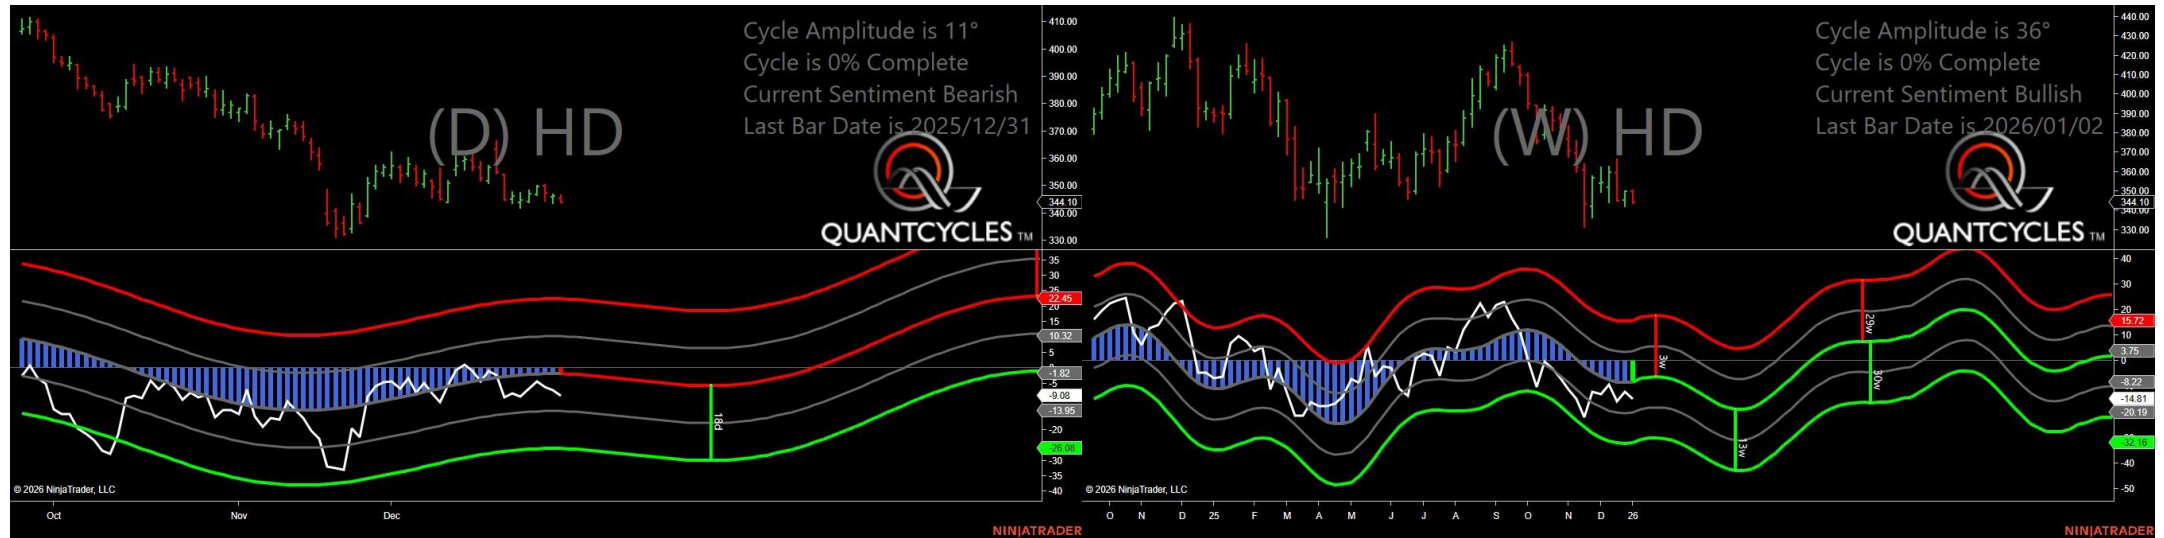 Cycle Amplitude is 11°
Cycle is 0% Complete
Current Sentiment Bearish
Last Bar Date is 2025/12/31
(D) HD
QUANTCYCLES TM
410.00
400.00
390.00
380.00
370.00
360.00
350.00
344.10
340.00
330.00
35
30
25
22.45
20
15
10.32
5
-1.82
-5
-9.08
-13.95
-20
-26.08
-30
-35
-40
18d
© 2026 NinjaTrader, LLC
Oct
Nov
Dec
NINJATRADER
Cycle Amplitude is 36°
Cycle is 0% Complete
Current Sentiment Bullish
Last Bar Date is 2026/01/02
(W) HD
QUANTCYCLES TM
440.00
430.00
420.00
410.00
400.00
390.00
380.00
370.00
360.00
350.00
344.10
340.00
330.00
40
30
20
15.72
10
3.75
0
-8.22
-14.81
-20.19
-32.16
-40
-50
3w
13w
29w
30w
© 2026 NinjaTrader, LLC
O N D 25 F M A M J J A S O N D 26
NINJATRADER